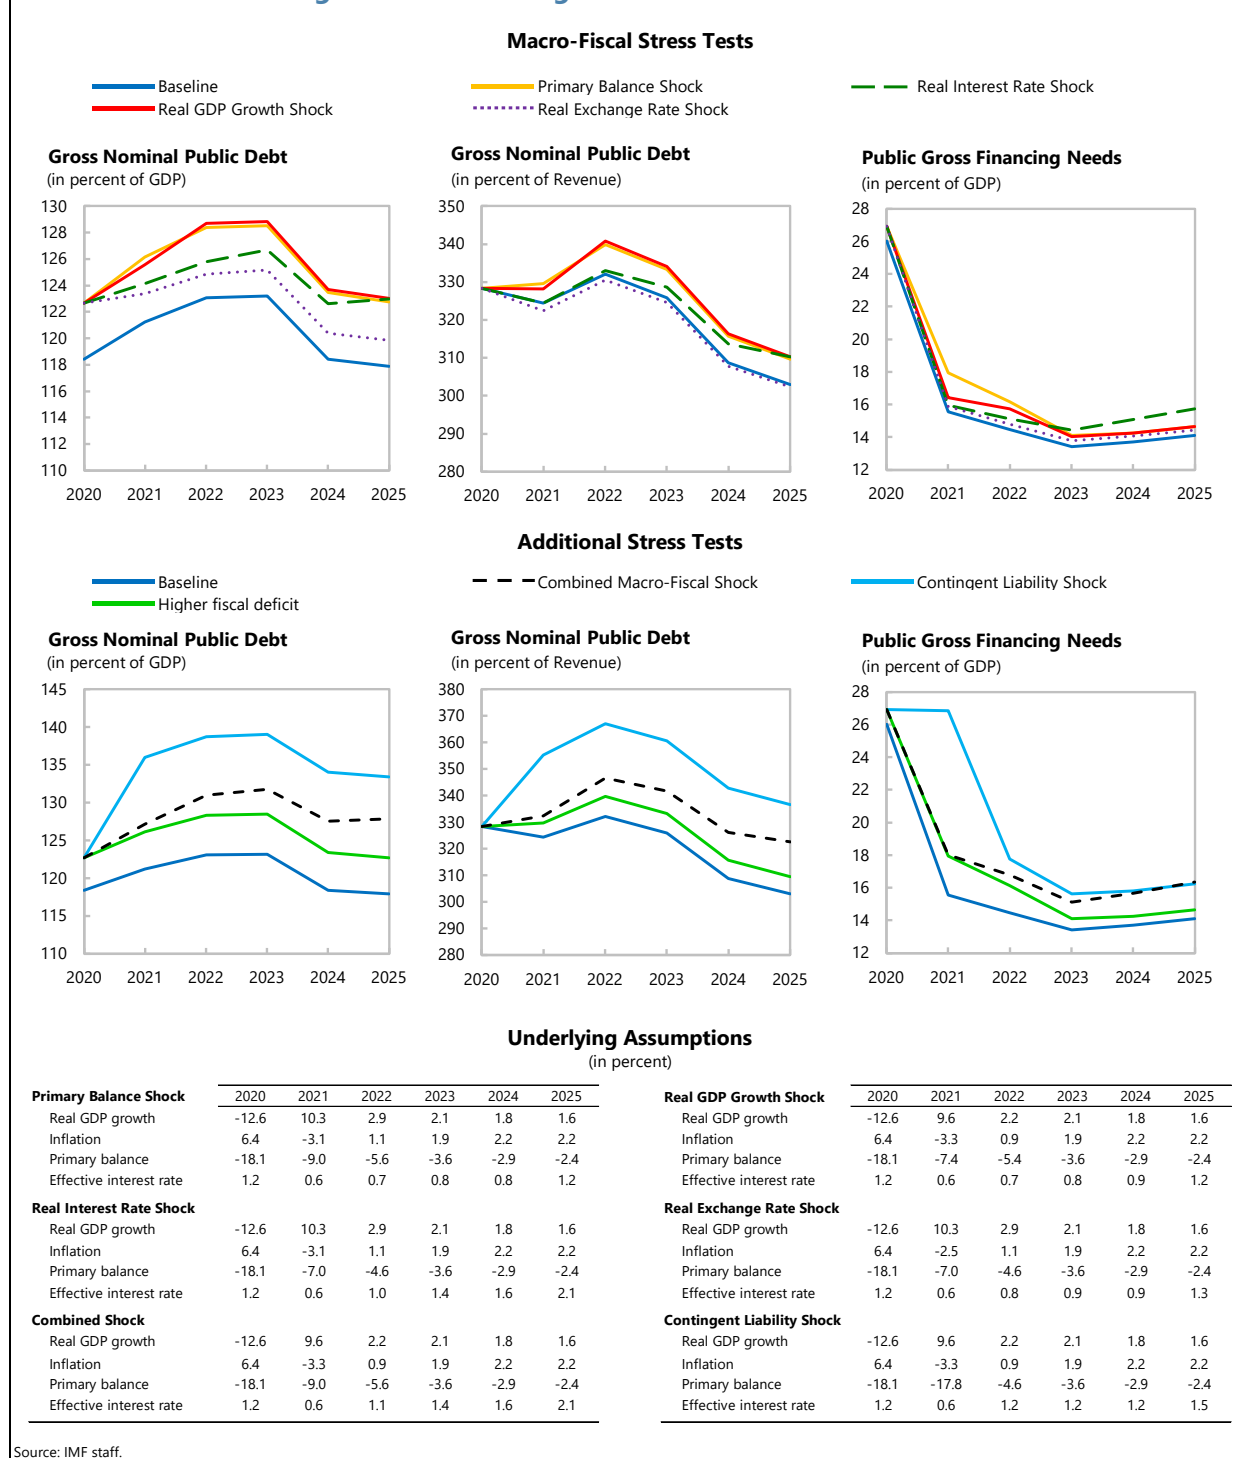 Macro-Fiscal Stress Tests
Baseline
Primary Balance Shock
Real Interest Rate Shock
Real GDP Growth Shock
Real Exchange Rate Shock
Gross Nominal Public Debt
(in percent of GDP)
130
128
126
124
122
120
118
116
114
112
110
2020 2021 2022 2023 2024 2025
Gross Nominal Public Debt
(in percent of Revenue)
350
340
330
320
310
300
290
280
2020 2021 2022 2023 2024 2025
Public Gross Financing Needs
(in percent of GDP)
28
26
24
22
20
18
16
14
12
2020 2021 2022 2023 2024 2025
Additional Stress Tests
Baseline
Combined Macro-Fiscal Shock
Contingent Liability Shock
Higher fiscal deficit
Gross Nominal Public Debt
(in percent of GDP)
145
140
135
130
125
120
115
110
2020 2021 2022 2023 2024 2025
Gross Nominal Public Debt
(in percent of Revenue)
380
370
360
350
340
330
320
310
300
290
280
2020 2021 2022 2023 2024 2025
Public Gross Financing Needs
(in percent of GDP)
28
26
24
22
20
18
16
14
12
2020 2021 2022 2023 2024 2025
Underlying Assumptions
(in percent)
Primary Balance Shock 2020 2021 2022 2023 2024 2025
Real GDP growth -12.6 10.3 2.9 2.1 1.8 1.6
Inflation 6.4 -3.1 1.1 1.9 2.2 2.2
Primary balance -18.1 -9.0 -5.6 -3.6 -2.9 -2.4
Effective interest rate 1.2 0.6 0.7 0.8 0.8 1.2
Real Interest Rate Shock
Real GDP growth -12.6 10.3 2.9 2.1 1.8 1.6
Inflation 6.4 -3.1 1.1 1.9 2.2 2.2
Primary balance -18.1 -7.0 -4.6 -3.6 -2.9 -2.4
Effective interest rate 1.2 0.6 1.0 1.4 1.6 2.1
Combined Shock
Real GDP growth -12.6 9.6 2.2 2.1 1.8 1.6
Inflation 6.4 -3.3 0.9 1.9 2.2 2.2
Primary balance -18.1 -9.0 -5.6 -3.6 -2.9 -2.4
Effective interest rate 1.2 0.6 1.1 1.4 1.6 2.1
Real GDP Growth Shock 2020 2021 2022 2023 2024 2025
Real GDP growth -12.6 9.6 2.2 2.1 1.8 1.6
Inflation 6.4 -3.3 0.9 1.9 2.2 2.2
Primary balance -18.1 -7.4 -5.4 -3.6 -2.9 -2.4
Effective interest rate 1.2 0.6 0.7 0.8 0.9 1.2
Real Exchange Rate Shock
Real GDP growth -12.6 10.3 2.9 2.1 1.8 1.6
Inflation 6.4 -2.5 1.1 1.9 2.2 2.2
Primary balance -18.1 -7.0 -4.6 -3.6 -2.9 -2.4
Effective interest rate 1.2 0.6 0.8 0.9 0.9 1.3
Contingent Liability Shock
Real GDP growth -12.6 9.6 2.2 2.1 1.8 1.6
Inflation 6.4 -3.3 0.9 1.9 2.2 2.2
Primary balance -18.1 -17.8 -4.6 -3.6 -2.9 -2.4
Effective interest rate 1.2 0.6 1.2 1.2 1.2 1.5
Source: IMF staff.